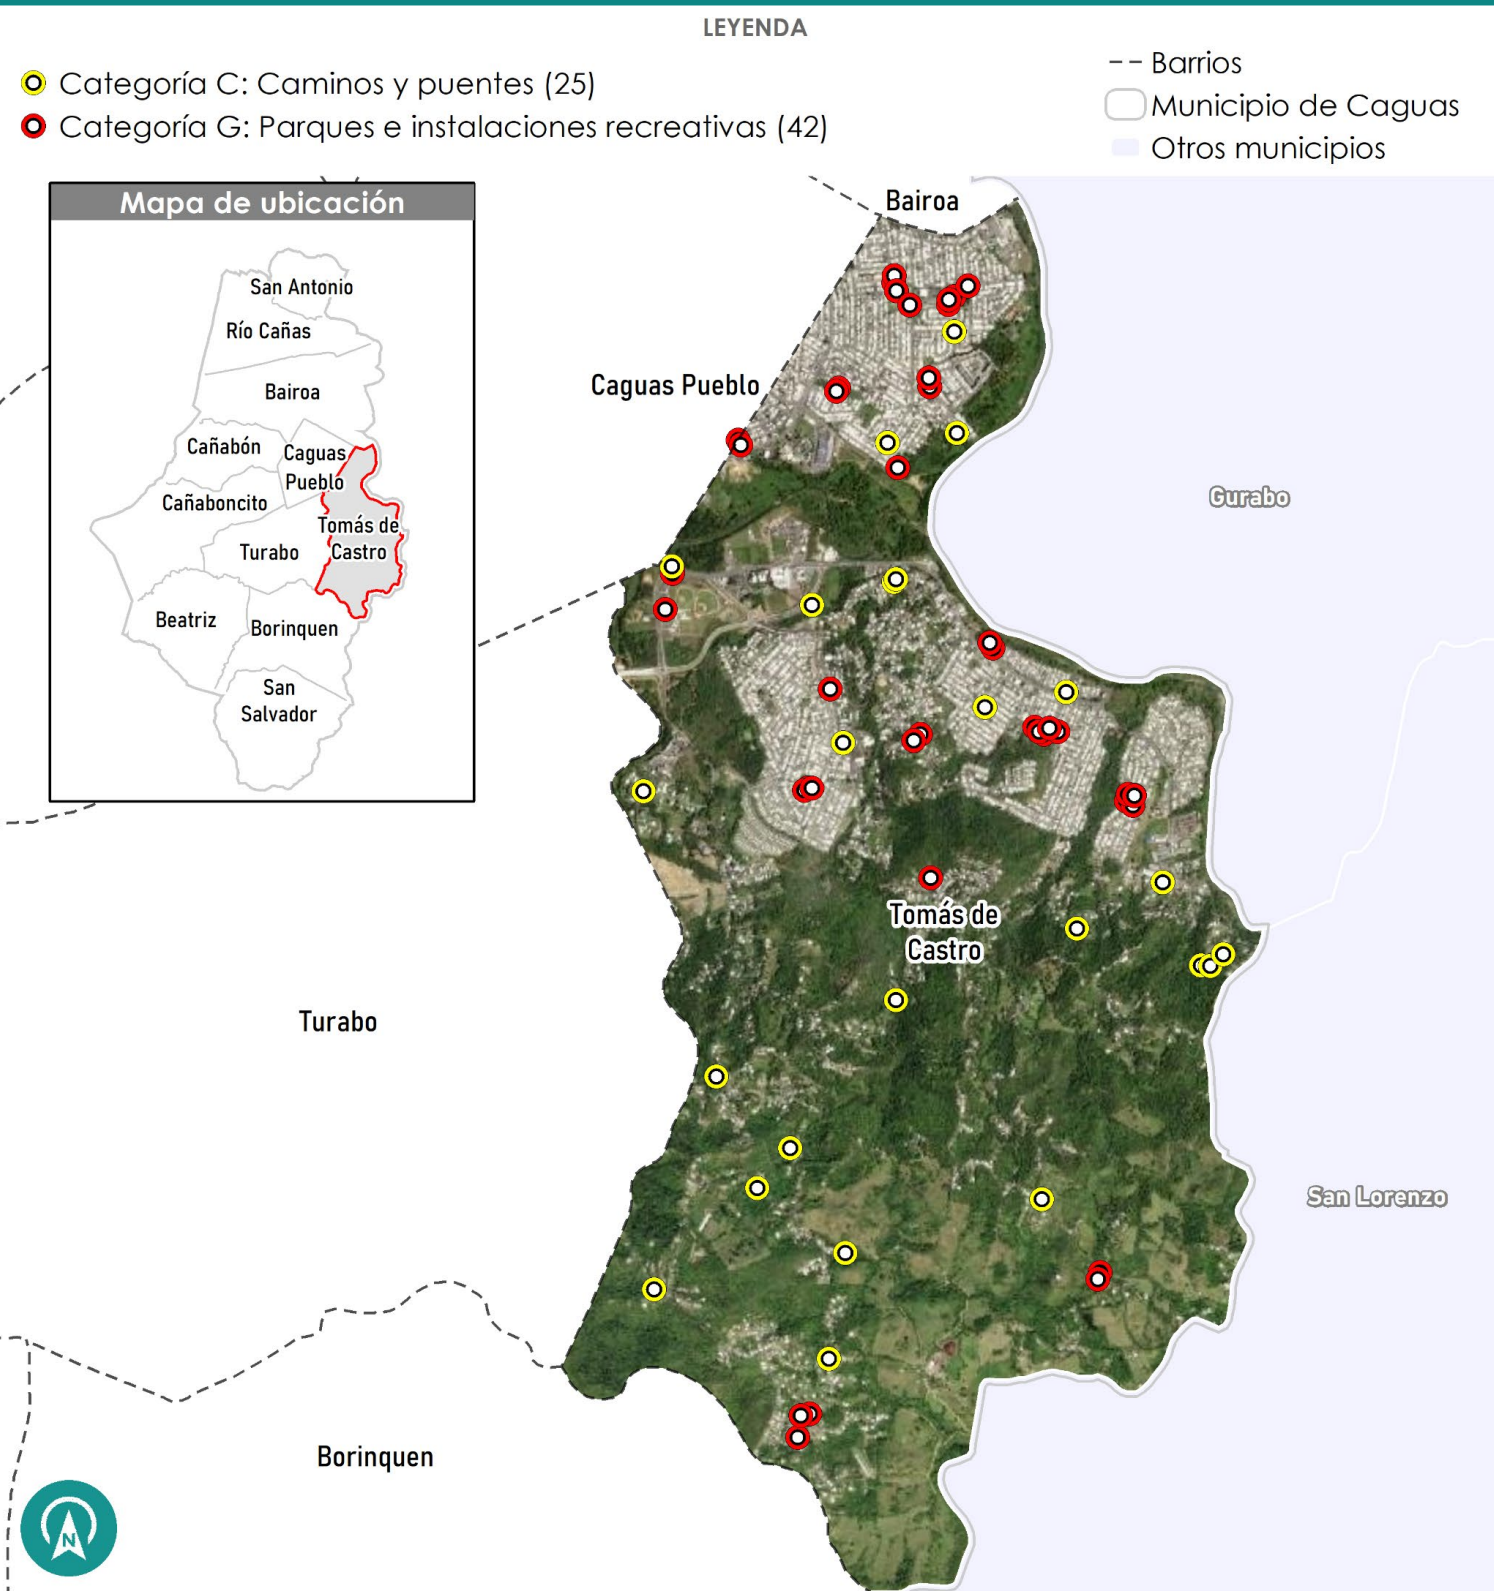 LEYENDA
Categoría C: Caminos y puentes (25)
Categoría G: Parques e instalaciones recreativas (42)
Barrios
Municipio de Caguas
Otros municipios
Mapa de ubicación
San Antonio
Río Cañas
Bairoa
Cañabón
Caguas
Pueblo
Cañaboncito
Tomás de
Castro
Turabo
Beatriz
Borinquen
San
Salvador
Bairoa
Caguas Pueblo
Gurabo
Tomás de
Castro
Turabo
San Lorenzo
Borinquen
N